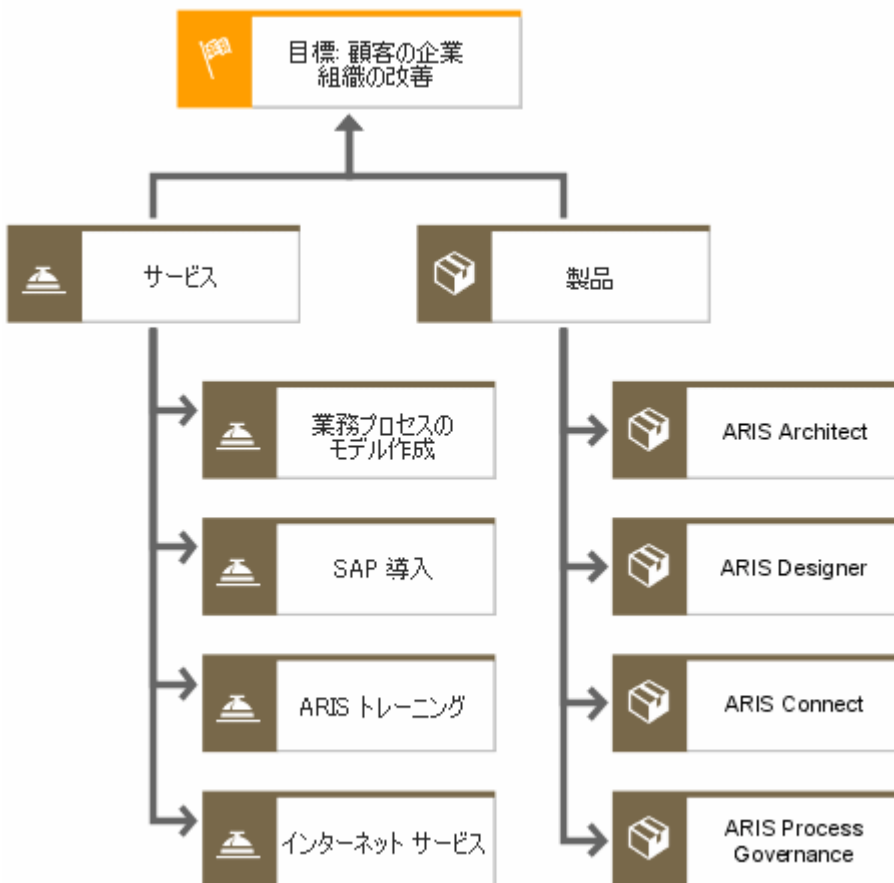 目標: 顧客の企業
組織の改善
サービス
製品
業務プロセスの
モデル作成
ARIS Architect
SAP 導入
ARIS Designer
ARIS トレーニング
ARIS Connect
インターネット サービス
ARIS Process
Governance